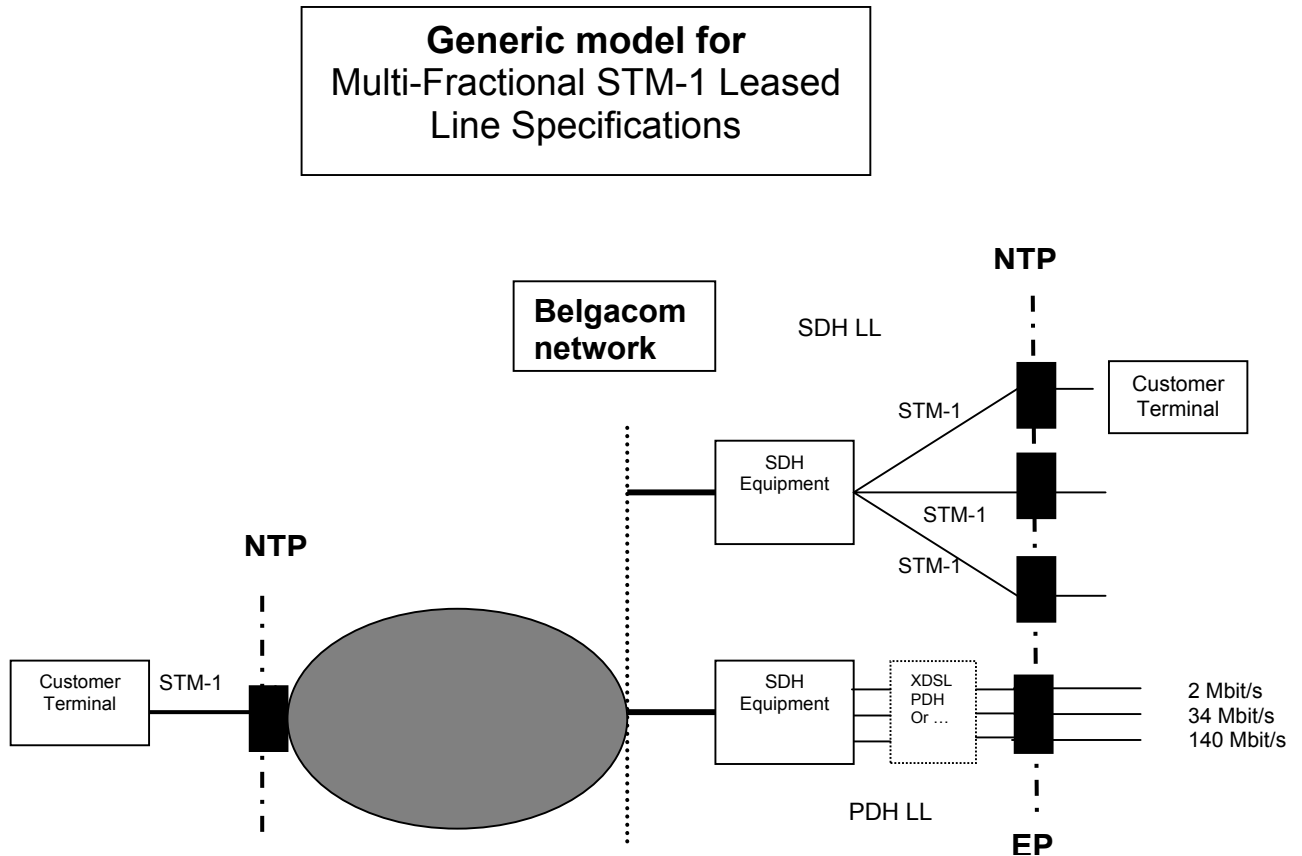 Generic model for
Multi-Fractional STM-1 Leased
Line Specifications
NTP
Belgacom
network
SDH LL
STM-1
Customer
Terminal
SDH
Equipment
STM-1
STM-1
NTP
Customer
Terminal
STM-1
SDH
Equipment
XDSL
PDH
Or …
2 Mbit/s
34 Mbit/s
140 Mbit/s
PDH LL
EP